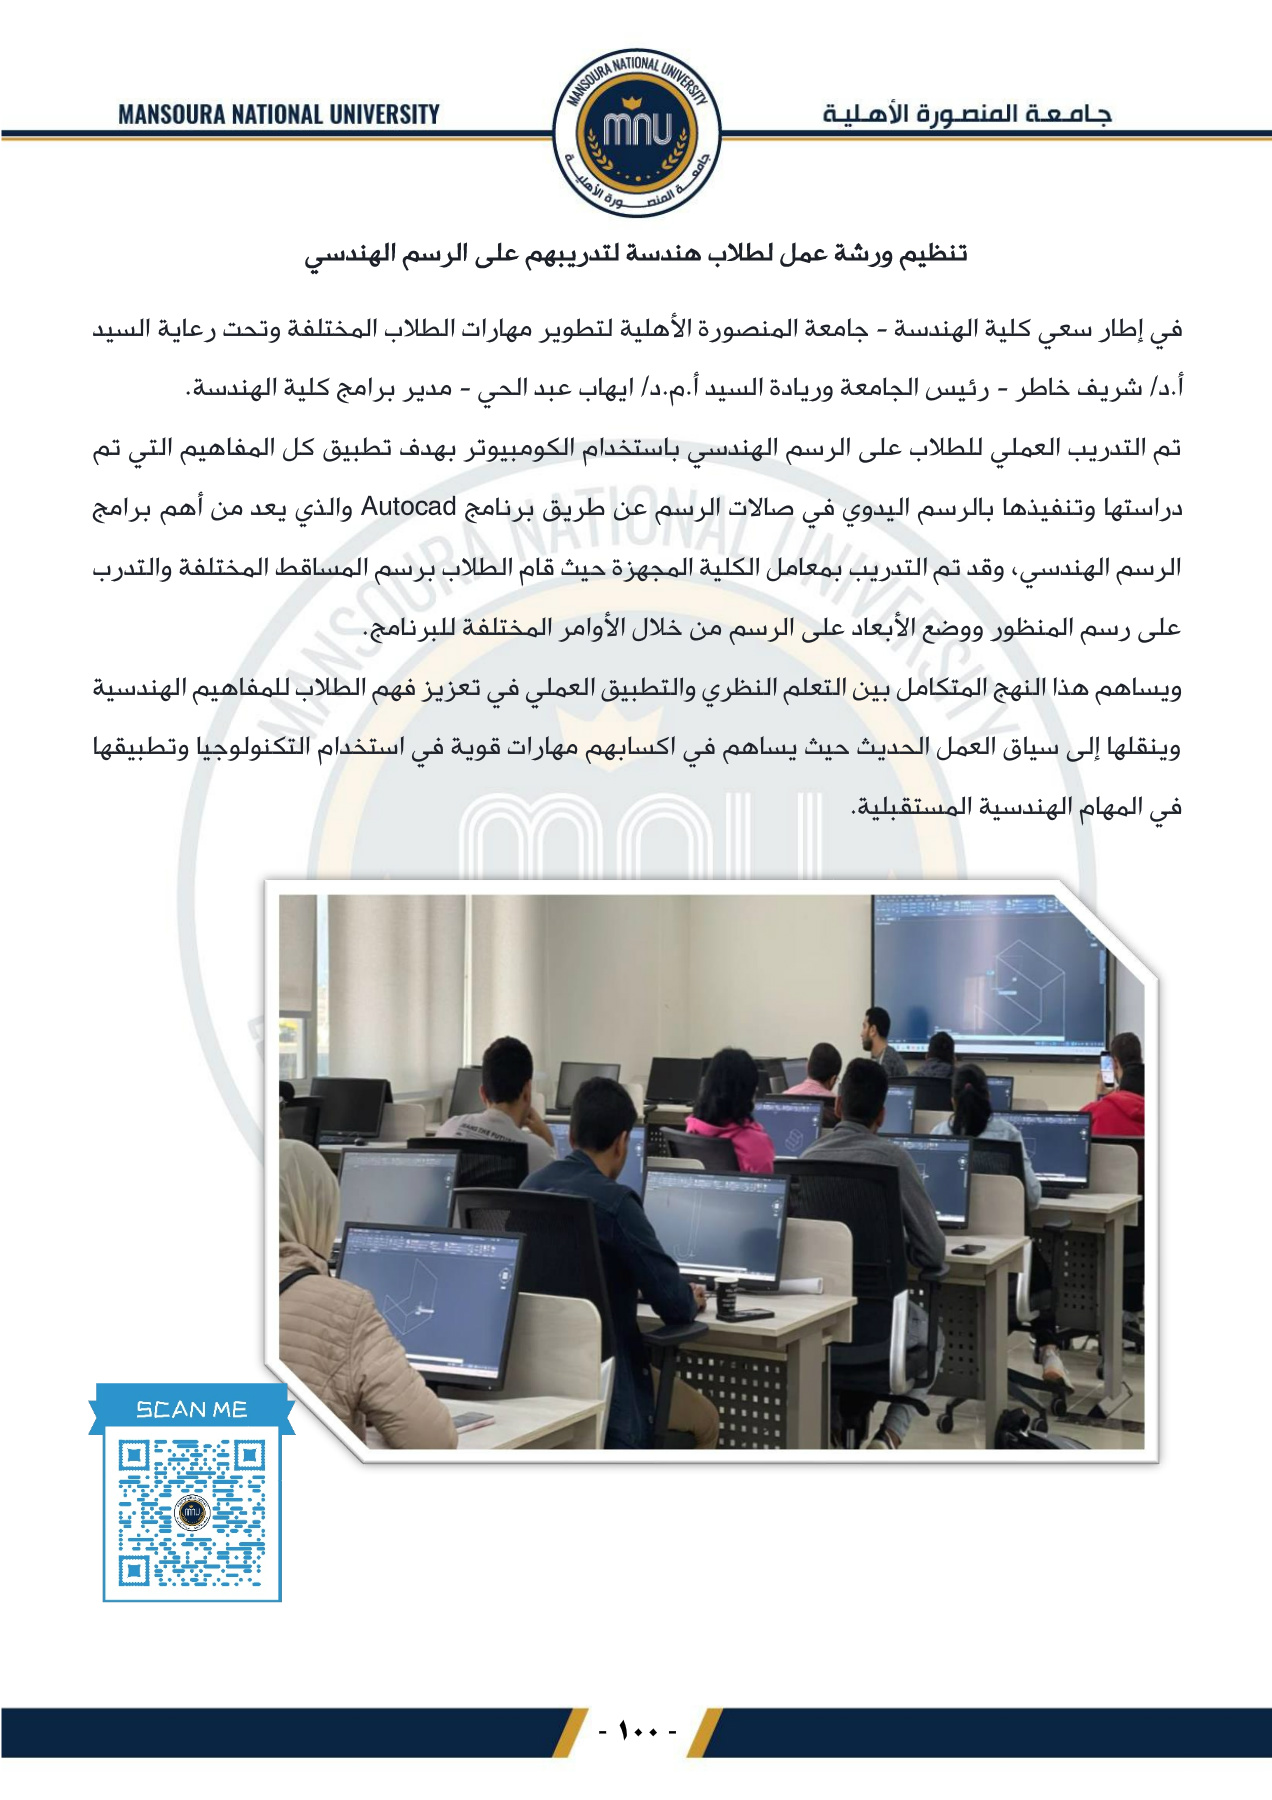 MANSOURA NATIONAL UNIVERSITY
جامعة المنصورة الأهلية
MANSOURA NATIONAL UNIVERSITY
mnu
جامعة المنصورة الأهلية
تنظيم ورشة عمل لطلاب هندسة لتدريبهم على الرسم الهندسي
في إطار سعي كلية الهندسة - جامعة المنصورة الأهلية لتطوير مهارات الطلاب المختلفة وتحت رعاية السيد
أ.د/ شريف خاطر - رئيس الجامعة وريادة السيد أ.م.د/ ايهاب عبد الحي - مدير برامج كلية الهندسة.
تم التدريب العملي للطلاب على الرسم الهندسي باستخدام الكومبيوتر بهدف تطبيق كل المفاهيم التي تم
دراستها وتنفيذها بالرسم اليدوي في صالات الرسم عن طريق برنامج Autocad والذي يعد من أهم برامج
الرسم الهندسي، وقد تم التدريب بمعامل الكلية المجهزة حيث قام الطلاب برسم المساقط المختلفة والتدرب
على رسم المنظور ووضع الأبعاد على الرسم من خلال الأوامر المختلفة للبرنامج.
ويساهم هذا النهج المتكامل بين التعلم النظري والتطبيق العملي في تعزيز فهم الطلاب للمفاهيم الهندسية
وينقلها إلى سياق العمل الحديث حيث يساهم في اكسابهم مهارات قوية في استخدام التكنولوجيا وتطبيقها
في المهام الهندسية المستقبلية.
MANSOURA NATIONAL UNIVERSITY
mnu
SCAN ME
mnu
- ١٠٠ -